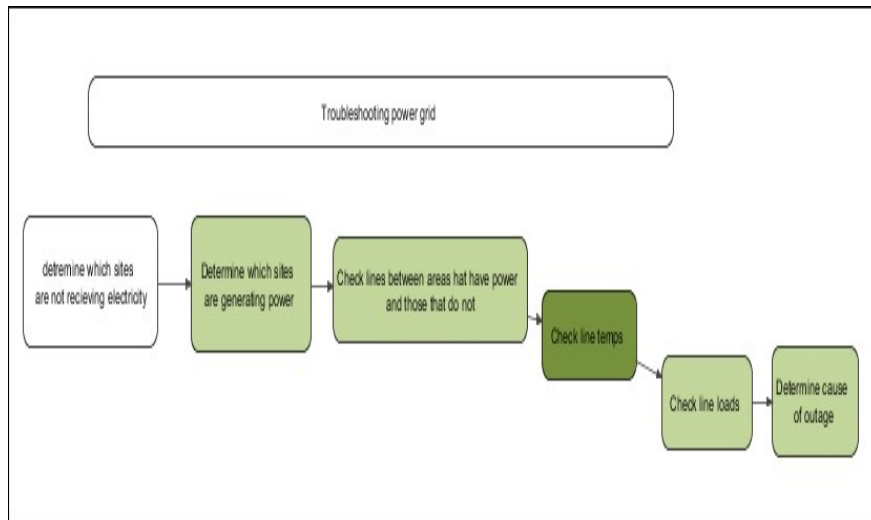 Troubleshooting power grid
detremine which sites
are not recieving electricity
Determine which sites
are generating power
Check lines between areas hat have power
and those that do not
Check line temps
Check line loads
Determine cause
of outage